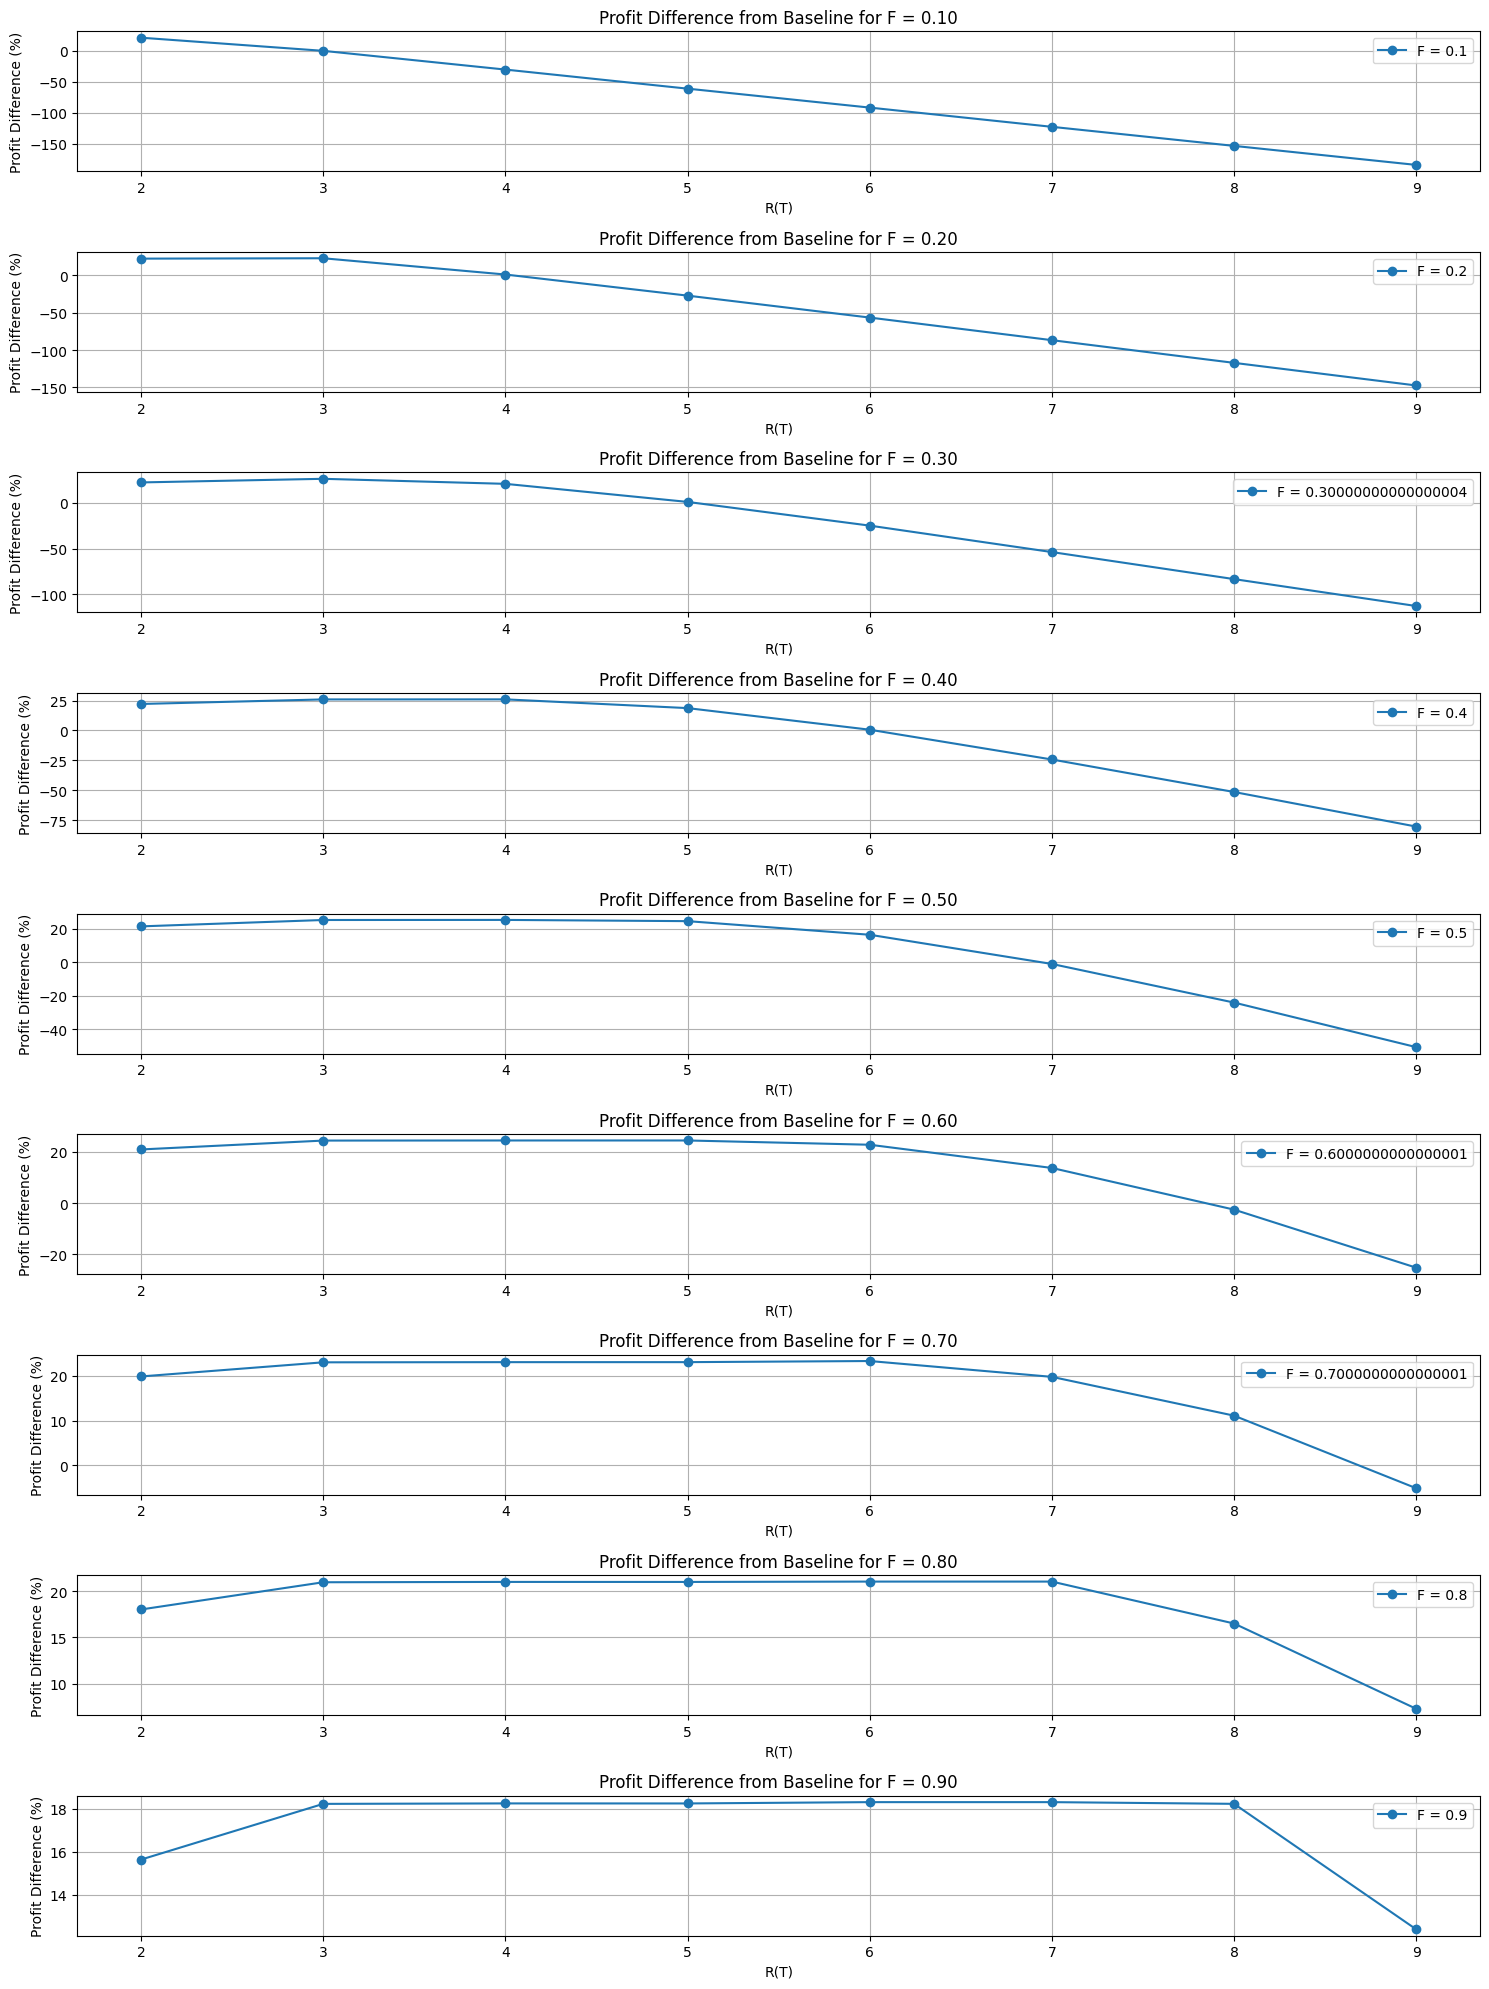 Profit Difference from Baseline for F = 0.10
Profit Difference (%)
0
−50
−100
−150
F = 0.1
2 3 4 5 6 7 8 9
R(T)
Profit Difference from Baseline for F = 0.20
Profit Difference (%)
0
−50
−100
−150
F = 0.2
2 3 4 5 6 7 8 9
R(T)
Profit Difference from Baseline for F = 0.30
Profit Difference (%)
0
−50
−100
F = 0.30000000000000004
2 3 4 5 6 7 8 9
R(T)
Profit Difference from Baseline for F = 0.40
Profit Difference (%)
25
0
−25
−50
−75
F = 0.4
2 3 4 5 6 7 8 9
R(T)
Profit Difference from Baseline for F = 0.50
Profit Difference (%)
20
0
−20
−40
F = 0.5
2 3 4 5 6 7 8 9
R(T)
Profit Difference from Baseline for F = 0.60
Profit Difference (%)
20
0
−20
F = 0.6000000000000001
2 3 4 5 6 7 8 9
R(T)
Profit Difference from Baseline for F = 0.70
Profit Difference (%)
20
10
0
F = 0.7000000000000001
2 3 4 5 6 7 8 9
R(T)
Profit Difference from Baseline for F = 0.80
Profit Difference (%)
20
15
10
F = 0.8
2 3 4 5 6 7 8 9
R(T)
Profit Difference from Baseline for F = 0.90
Profit Difference (%)
18
16
14
F = 0.9
2 3 4 5 6 7 8 9
R(T)